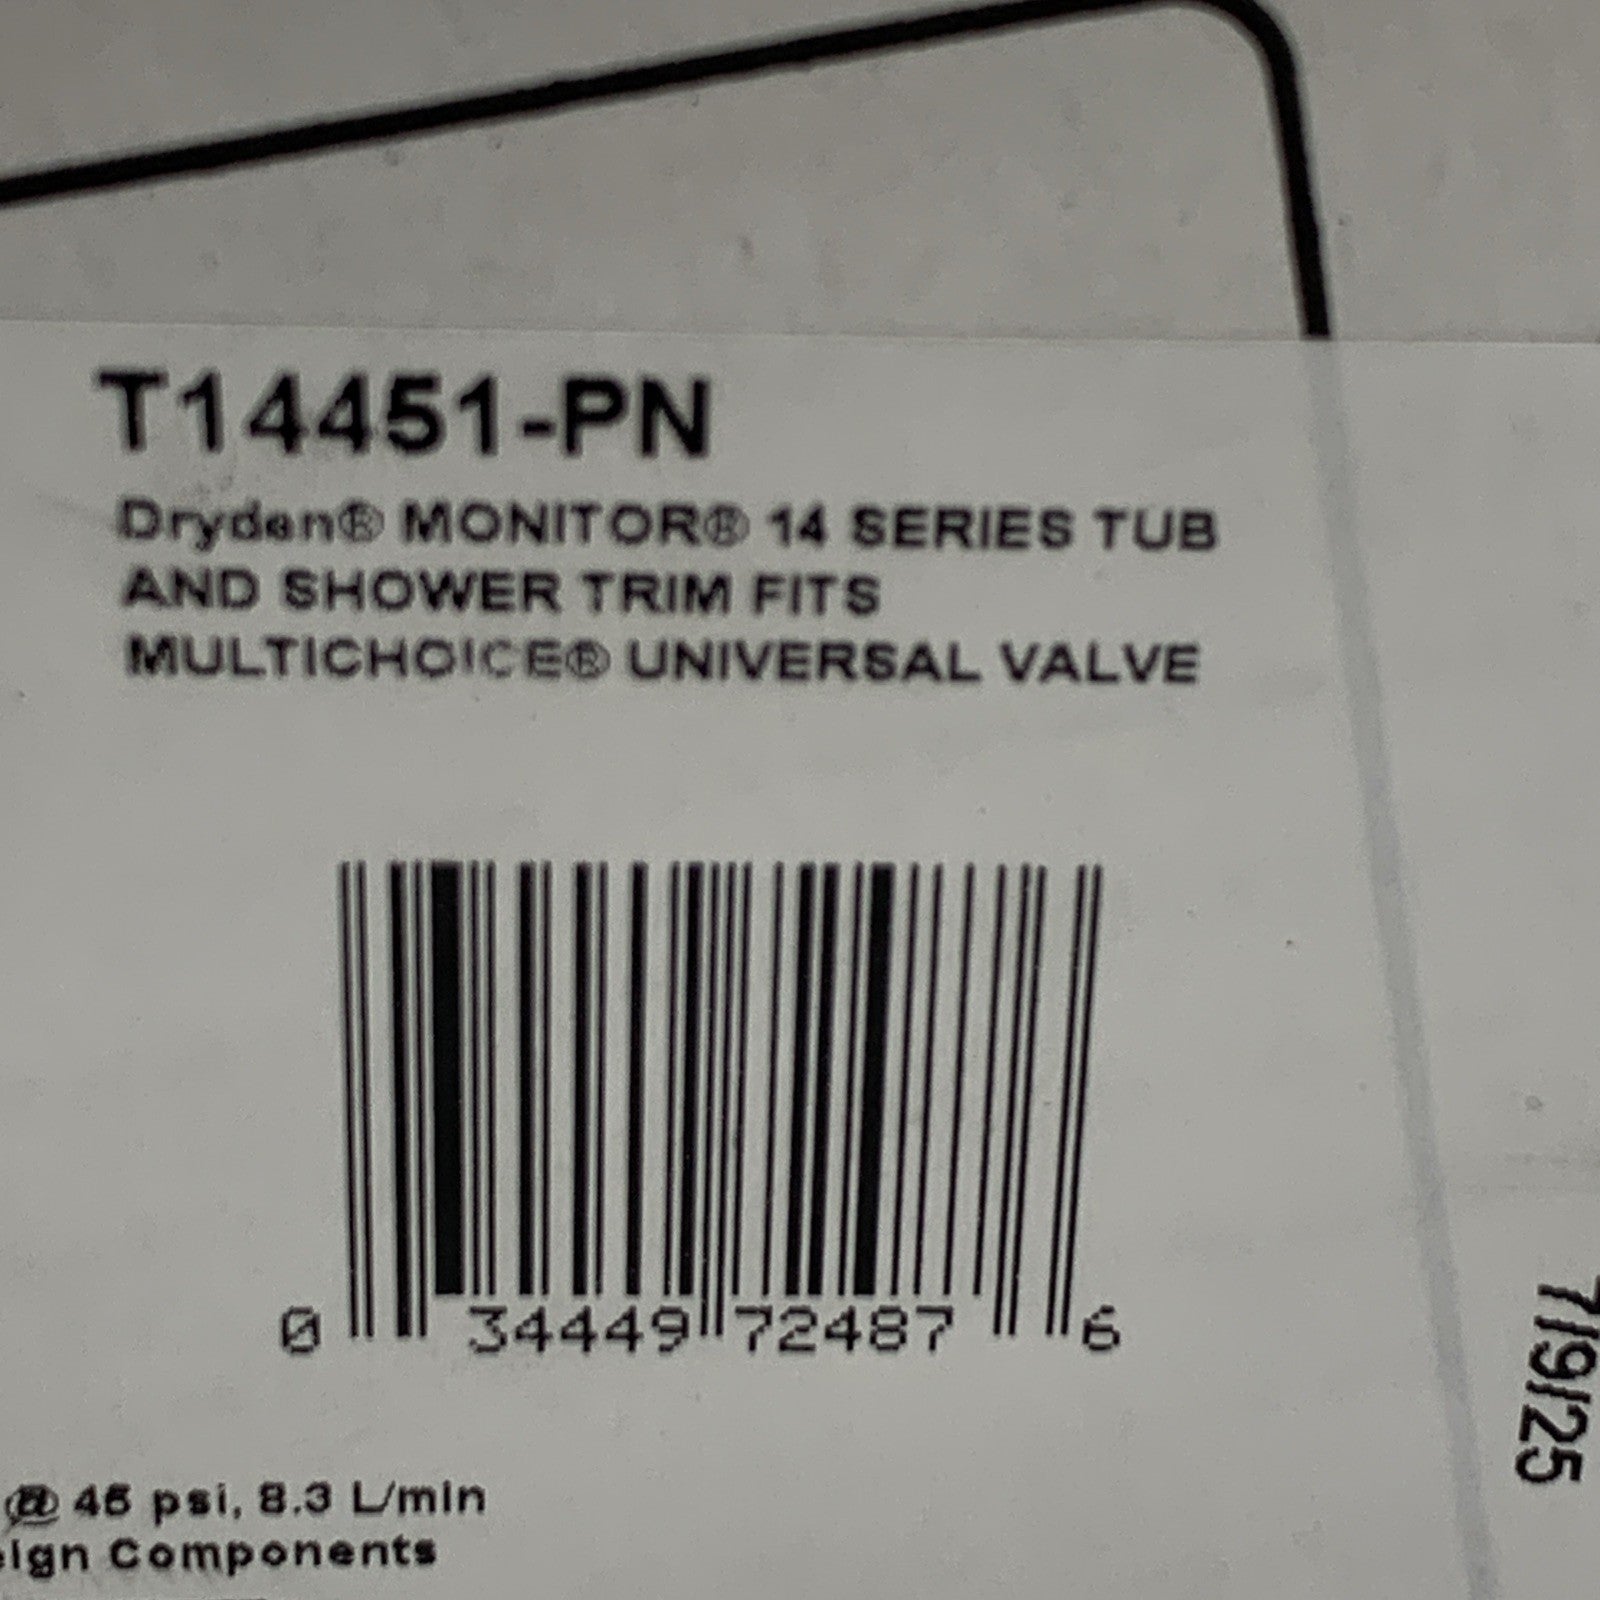 T14451-PN
Dryden® MONITOR® 14 SERIES TUB
AND SHOWER TRIM FITS
MULTICHOICE® UNIVERSAL VALVE
0 34449 72487 6
7/9/25
@ 45 psi, 8.3 L/min
eign Components